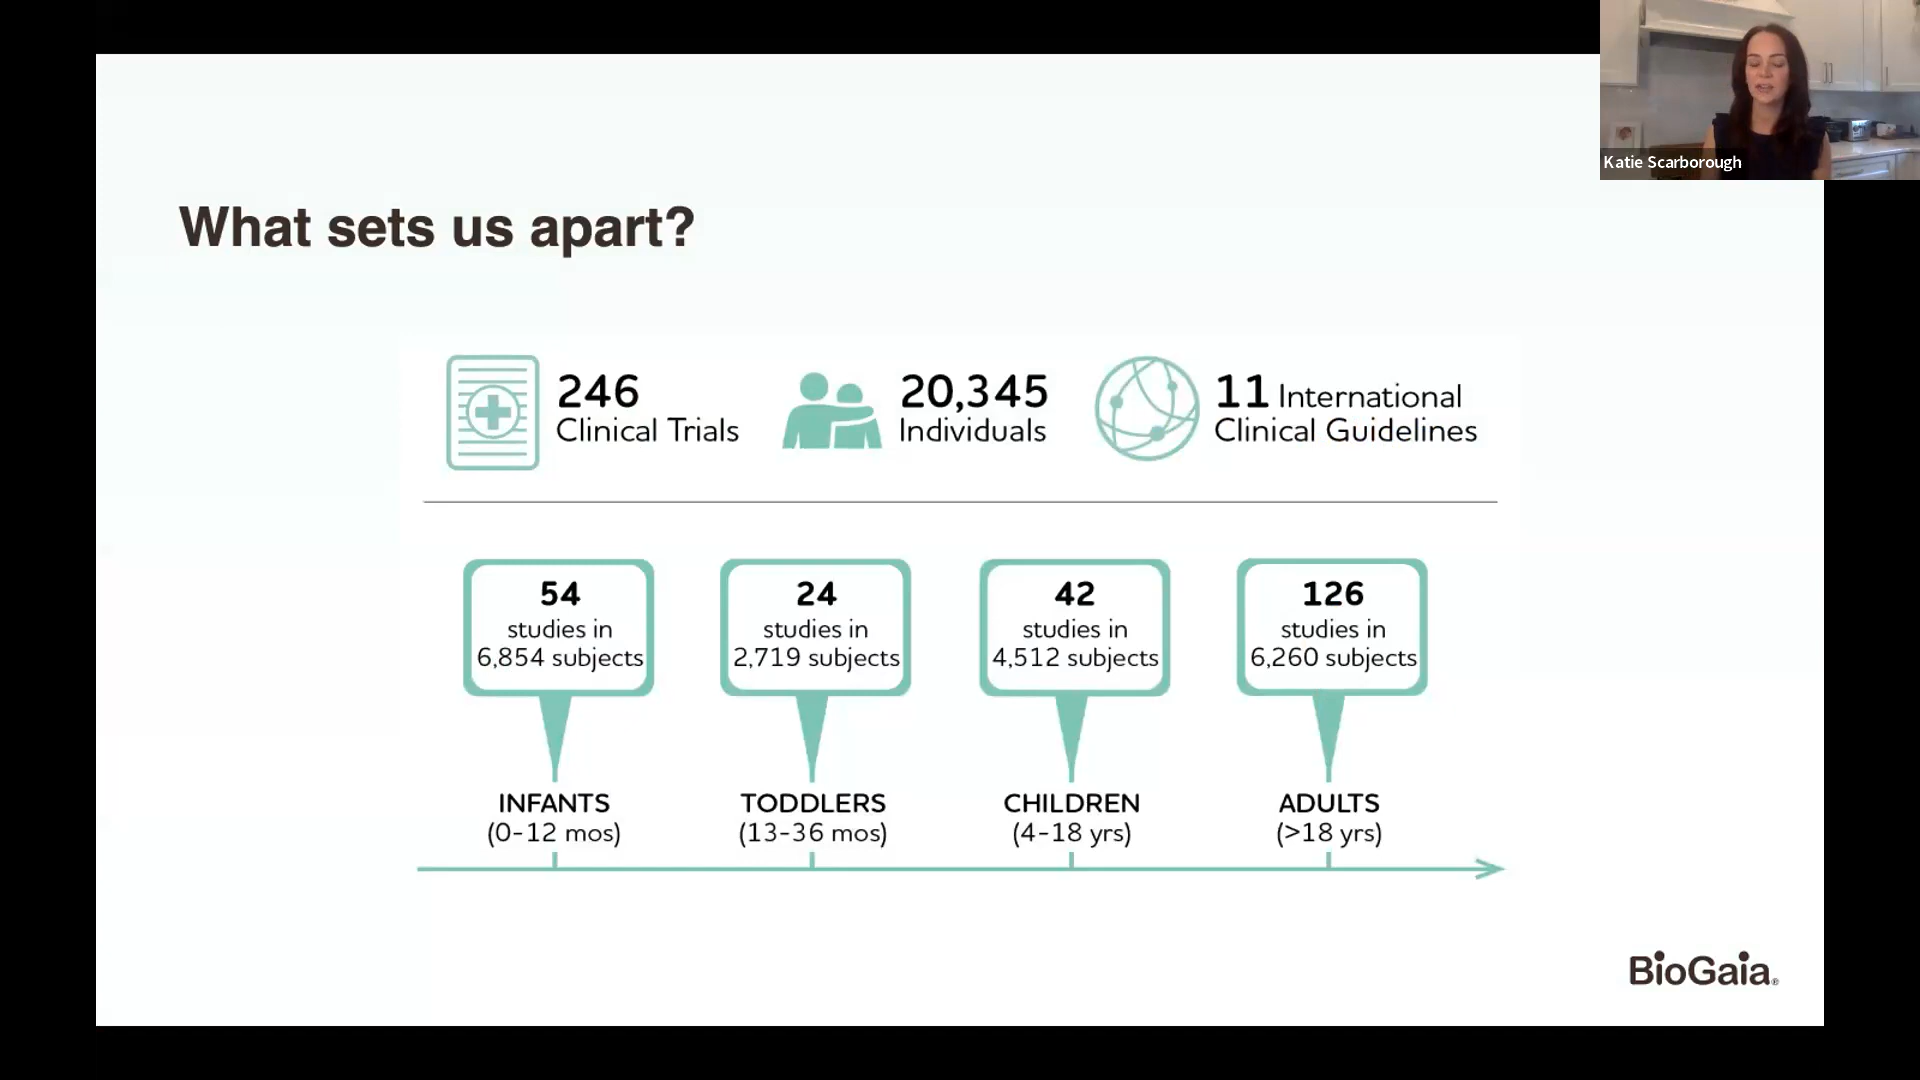 Katie Scarborough
What sets us apart?
246
Clinical Trials
20,345
Individuals
11 International
Clinical Guidelines
54
studies in
6,854 subjects
24
studies in
2,719 subjects
42
studies in
4,512 subjects
126
studies in
6,260 subjects
INFANTS
(0-12 mos)
TODDLERS
(13-36 mos)
CHILDREN
(4-18 yrs)
ADULTS
(>18 yrs)
BioGaia®